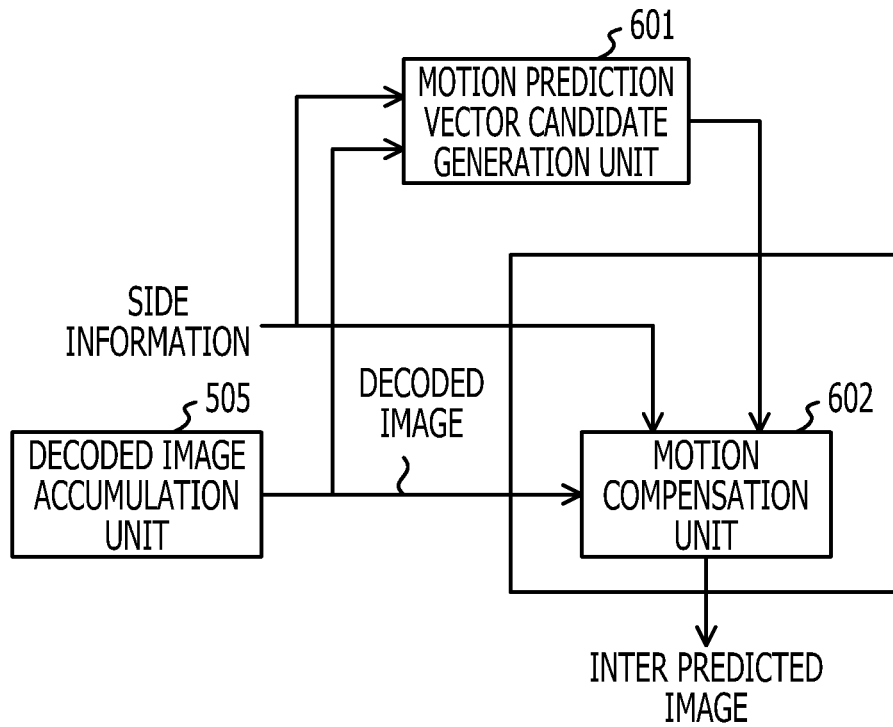 601
MOTION PREDICTION
VECTOR CANDIDATE
GENERATION UNIT
SIDE
INFORMATION
505
DECODED IMAGE
ACCUMULATION
UNIT
DECODED
IMAGE
602
MOTION
COMPENSATION
UNIT
INTER PREDICTED
IMAGE